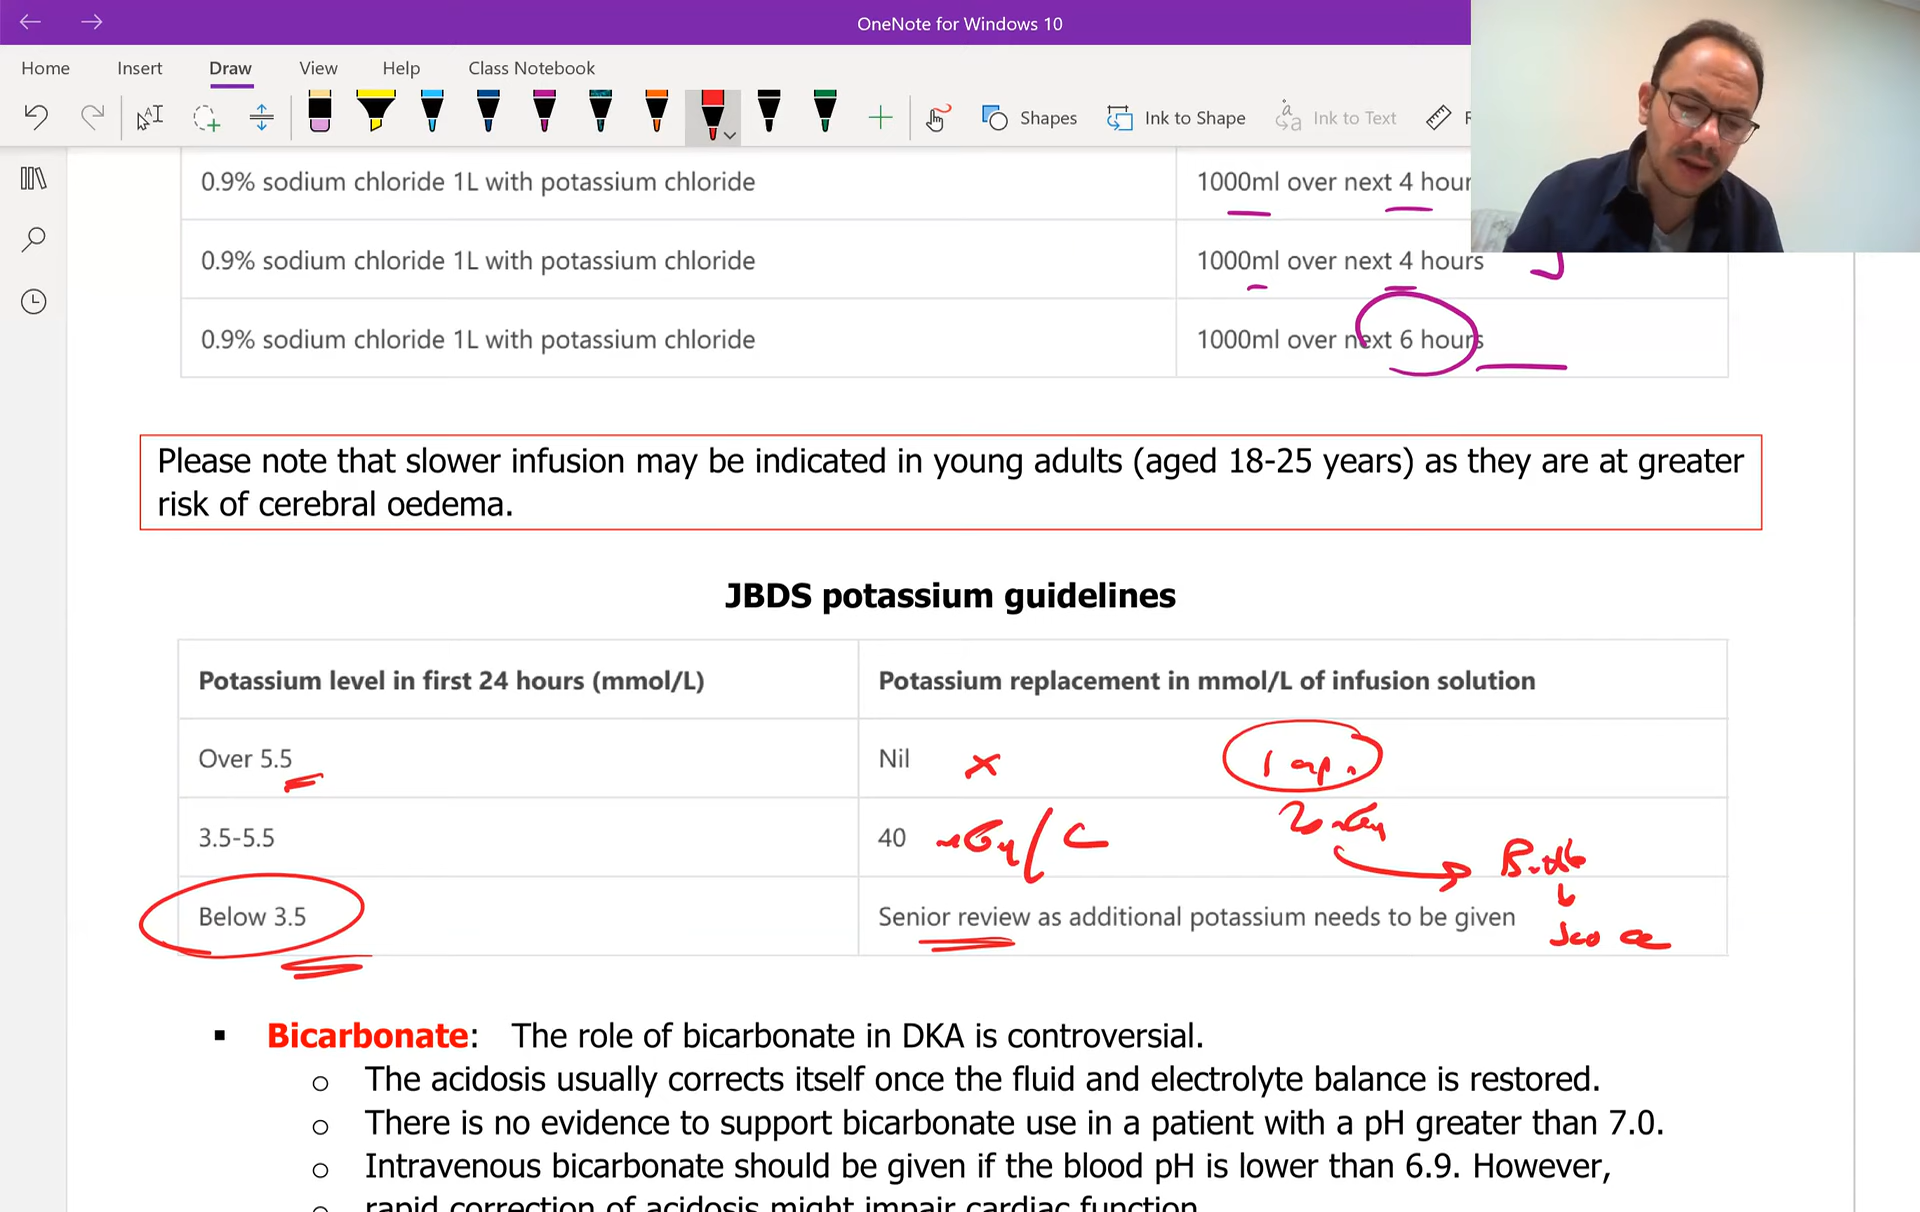 OneNote for Windows 10
Home Insert Draw View Help Class Notebook
Shapes Ink to Shape Ink to Text
0.9% sodium chloride 1L with potassium chloride 1000ml over next 4 hour
0.9% sodium chloride 1L with potassium chloride 1000ml over next 4 hours
0.9% sodium chloride 1L with potassium chloride 1000ml over next 6 hours
Please note that slower infusion may be indicated in young adults (aged 18-25 years) as they are at greater
risk of cerebral oedema.
JBDS potassium guidelines
Potassium level in first 24 hours (mmol/L) Potassium replacement in mmol/L of infusion solution
Over 5.5 Nil
3.5-5.5 40
Below 3.5 Senior review as additional potassium needs to be given
▪ Bicarbonate: The role of bicarbonate in DKA is controversial.
o The acidosis usually corrects itself once the fluid and electrolyte balance is restored.
o There is no evidence to support bicarbonate use in a patient with a pH greater than 7.0.
o Intravenous bicarbonate should be given if the blood pH is lower than 6.9. However,
o rapid correction of acidosis might impair cardiac function